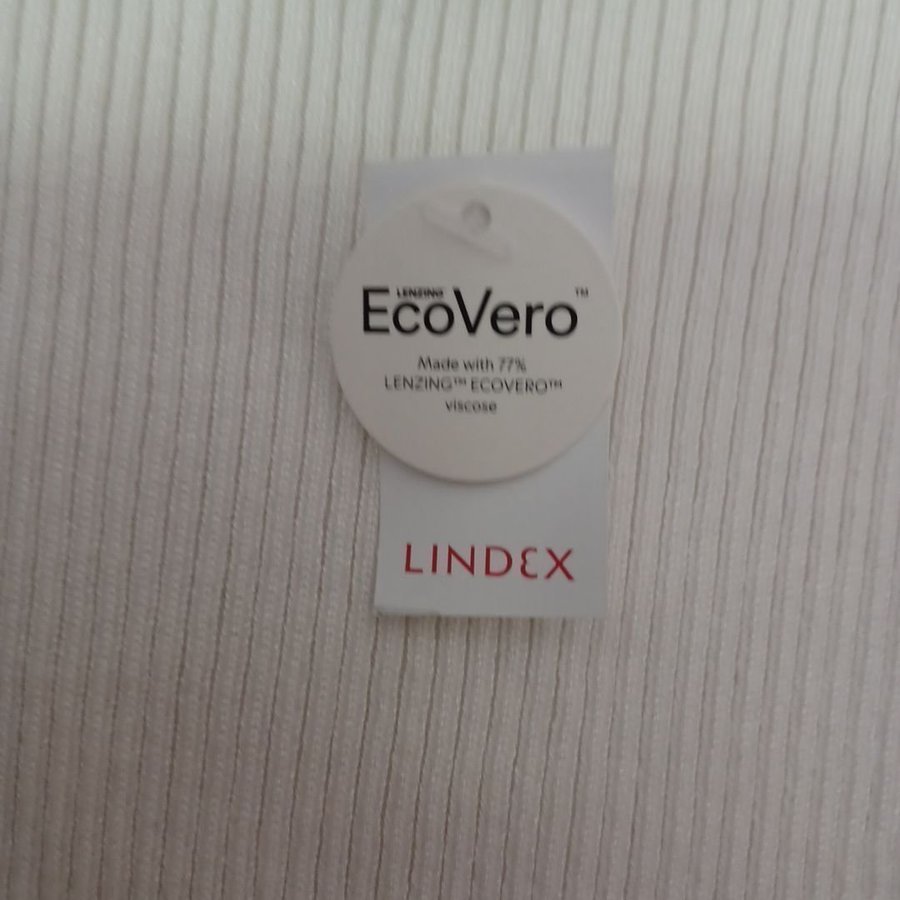 LENZING
EcoVero™
Made with 77%
LENZING™ ECOVERO™
viscose
LINDEX